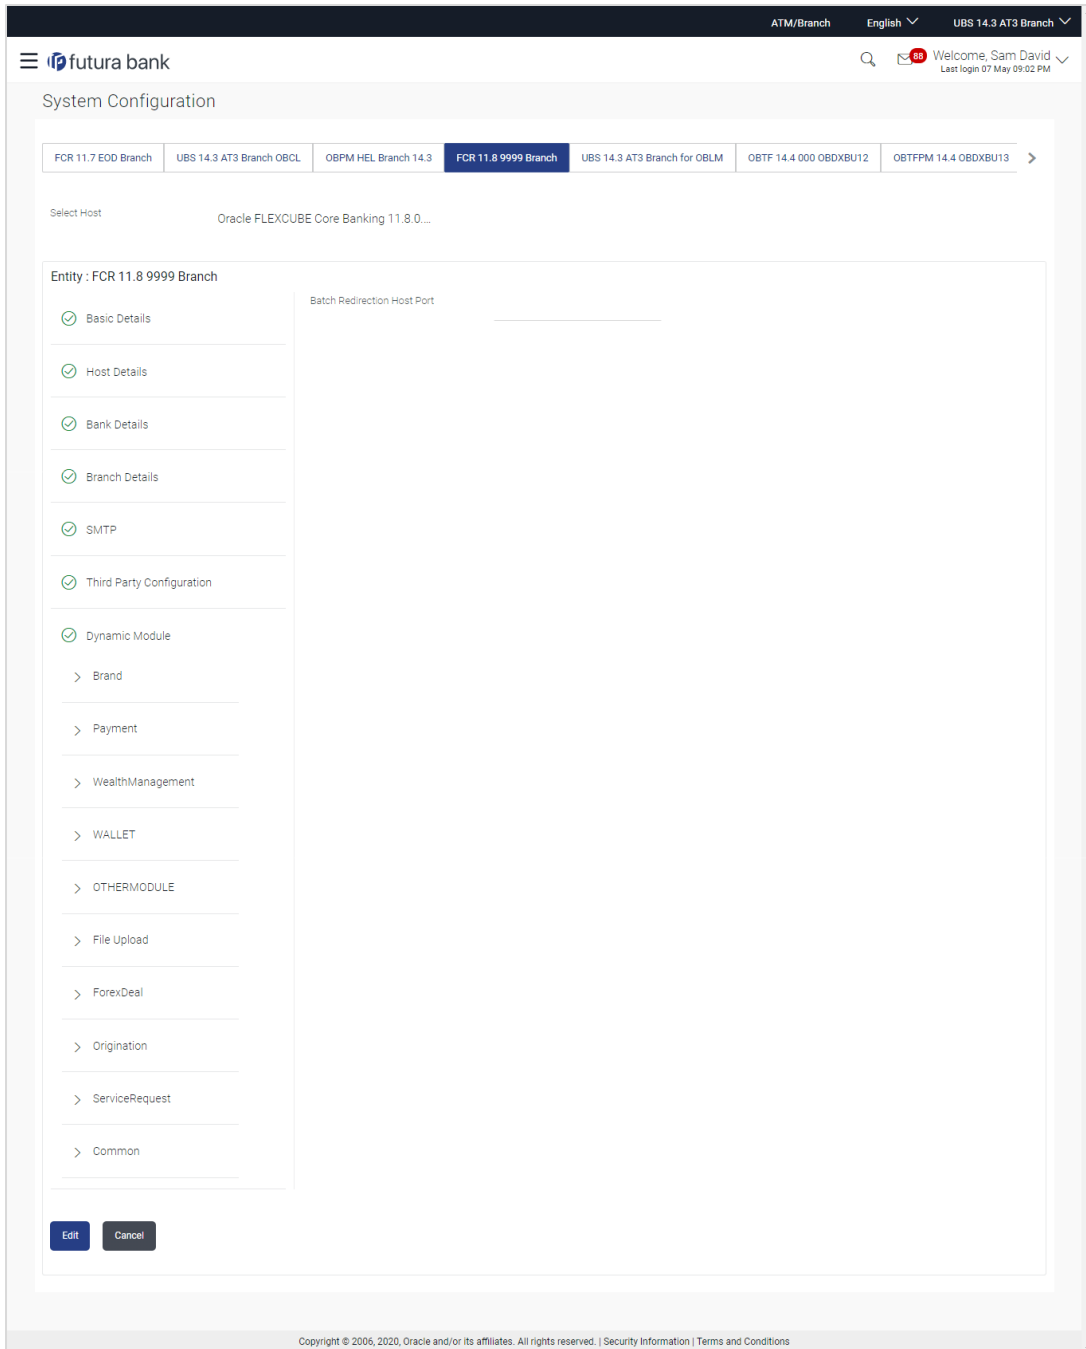 ATM/Branch English UBS 14.3 AT3 Branch
futura bank 88 Welcome, Sam David
Last login 07 May 09:02 PM
System Configuration
FCR 11.7 EOD Branch UBS 14.3 AT3 Branch OBCL OBPM HEL Branch 14.3 FCR 11.8 9999 Branch UBS 14.3 AT3 Branch for OBLM OBTF 14.4 000 OBDXBU12 OBTFPM 14.4 OBDXBU13
Select Host Oracle FLEXCUBE Core Banking 11.8.0....
Entity : FCR 11.8 9999 Branch
Batch Redirection Host Port
Basic Details
Host Details
Bank Details
Branch Details
SMTP
Third Party Configuration
Dynamic Module
Brand
Payment
WealthManagement
WALLET
OTHERMODULE
File Upload
ForexDeal
Origination
ServiceRequest
Common
Edit Cancel
Copyright © 2006, 2020, Oracle and/or its affiliates. All rights reserved. | Security Information | Terms and Conditions